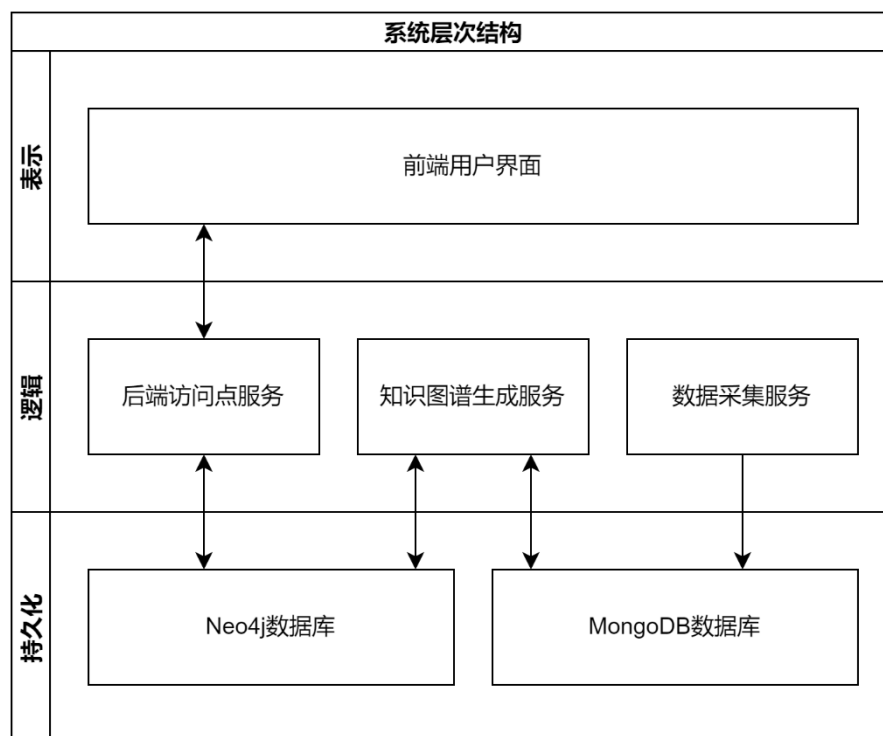 系统层次结构
表示
前端用户界面
逻辑
后端访问点服务
知识图谱生成服务
数据采集服务
持久化
Neo4j数据库
MongoDB数据库